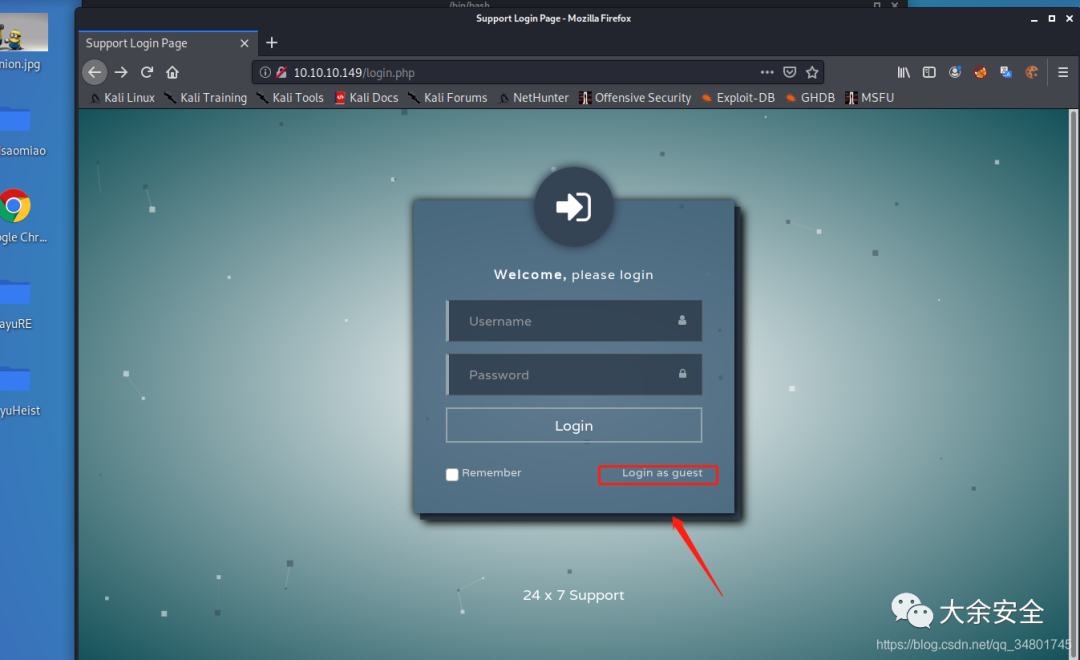 /bin/bash
Support Login Page - Mozilla Firefox
nion.jpg
Support Login Page
10.10.10.149/login.php
Kali Linux Kali Training Kali Tools Kali Docs Kali Forums NetHunter Offensive Security Exploit-DB GHDB MSFU
saomiao
ogle Chr...
ayuRE
yuHeist
Welcome, please login
Username
Password
Login
Remember Login as guest
24 x 7 Support
大余安全
https://blog.csdn.net/qq_34801745